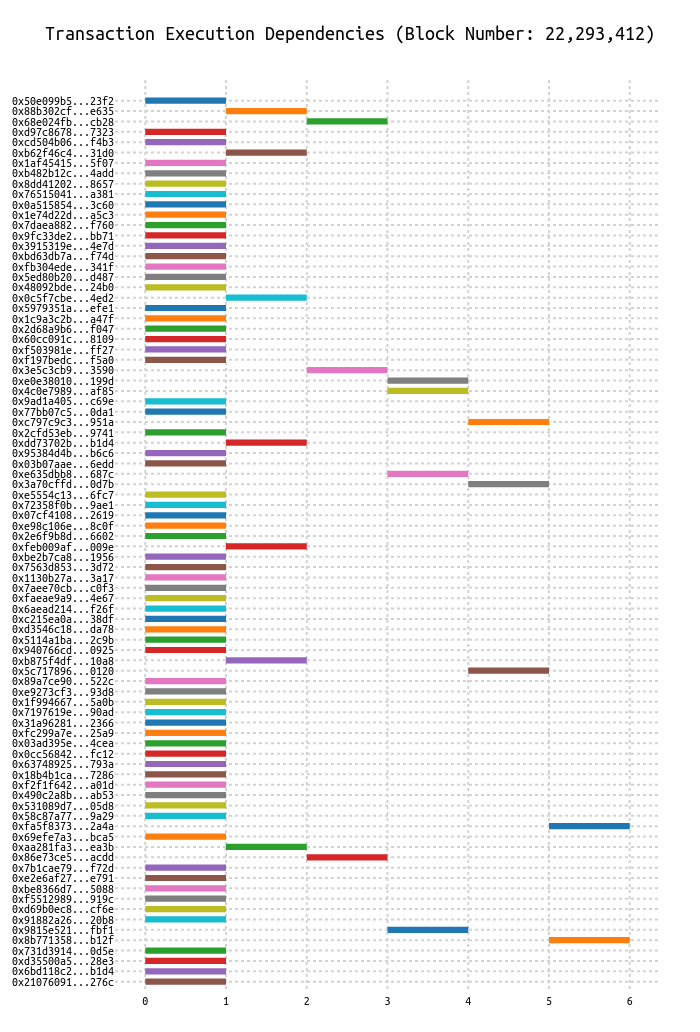 Transaction Execution Dependencies (Block Number: 22,293,412)
0x50e099b5...23f2
0x88b302cf...e635
0x68e024fb...cb28
0xd97c8678...7323
0xcd504b06...f4b3
0xb62f46c4...31d0
0x1af45415...5f07
0xb482b12c...4add
0x8dd41202...8657
0x76515041...a381
0x0a515854...3c60
0x1e74d22d...a5c3
0x7daea882...f760
0x9fc33de2...bb71
0x3915319e...4e7d
0xbd63db7a...f74d
0xfb304ede...341f
0x5ed80b20...d487
0x48092bde...24b0
0x0c5f7cbe...4ed2
0x5979351a...efe1
0x1c9a3c2b...a47f
0x2d68a9b6...f047
0x60cc091c...8109
0xf503981e...ff27
0xf197bedc...f5a0
0x3e5c3cb9...3590
0xe0e38010...199d
0x4c0e7989...af85
0x9ad1a405...c69e
0x77bb07c5...0da1
0xc797c9c3...951a
0x2cfd53eb...9741
0xdd73702b...b1d4
0x95384d4b...b6c6
0x03b07aae...6edd
0xe635dbb8...687c
0x3a70cffd...0d7b
0xe5554c13...6fc7
0x72358f0b...9ae1
0x07cf4108...2619
0xe98c106e...8c0f
0x2e6f9b8d...6602
0xfeb009af...009e
0xbe2b7ca8...1956
0x7563d853...3d72
0x1130b27a...3a17
0x7aee70cb...c0f3
0xfaeae9a9...4e67
0x6aead214...f26f
0xc215ea0a...38df
0xd3546c18...da78
0x5114a1ba...2c9b
0x940766cd...0925
0xb875f4df...10a8
0x5c717896...0120
0x89a7ce90...522c
0xe9273cf3...93d8
0x1f994667...5a0b
0x7197619e...90ad
0x31a96281...2366
0xfc299a7e...25a9
0x03ad395e...4cea
0x0cc56842...fc12
0x63748925...793a
0x18b4b1ca...7286
0xf2f1f642...a01d
0x490c2a8b...ab53
0x531089d7...05d8
0x58c87a77...9a29
0xfa5f8373...2a4a
0x69efe7a3...bca5
0xaa281fa3...ea3b
0x86e73ce5...acdd
0x7b1cae79...f72d
0xe2e6af27...e791
0xbe8366d7...5088
0xf5512989...919c
0xd69b0ec8...cf6e
0x91882a26...20b8
0x9815e521...fbf1
0x8b771358...b12f
0x731d3914...0d5e
0xd35500a5...28e3
0x6bd118c2...b1d4
0x21076091...276c
0 1 2 3 4 5 6